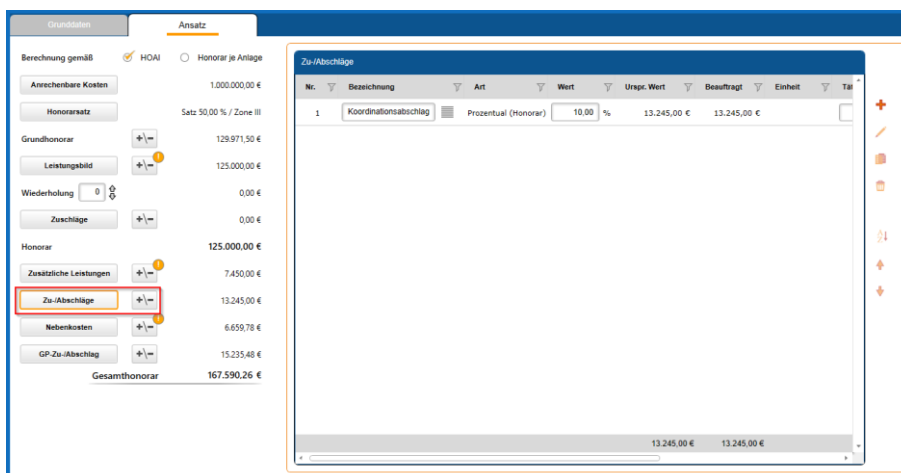 Grunddaten
Ansatz
Berechnung gemäß HOAI Honorar je Anlage
Anrechenbare Kosten 1.000.000,00 €
Honorarsatz Satz 50,00 % / Zone III
Grundhonorar +\− 129.971,50 €
Leistungsbild +\− ! 125.000,00 €
Wiederholung 0 0,00 €
Zuschläge +\− 0,00 €
Honorar 125.000,00 €
Zusätzliche Leistungen +\− ! 7.450,00 €
Zu-/Abschläge +\− 13.245,00 €
Nebenkosten +\− ! 6.659,78 €
GP-Zu-/Abschlag +\− 15.235,48 €
Gesamthonorar 167.590,26 €
Zu-/Abschläge
Nr. Bezeichnung Art Wert Urspr. Wert Beauftragt Einheit Tät
1 Koordinationsabschlag Prozentual (Honorar) 10,00 % 13.245,00 € 13.245,00 €
13.245,00 € 13.245,00 €